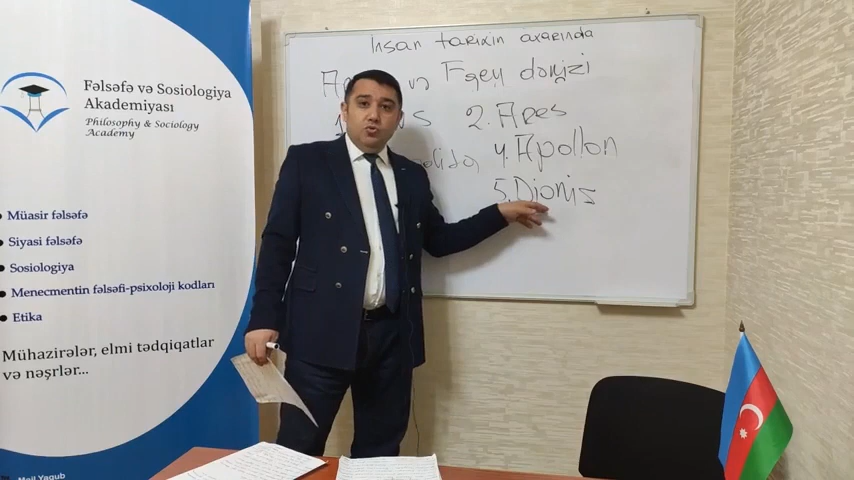 Fəlsəfə və Sosiologiya
Akademiyası
Philosophy & Sociology
Academy
Müasir fəlsəfə
Siyasi fəlsəfə
Sosiologiya
Menecmentin fəlsəfi-psixoloji kodları
Etika
Mühazirələr, elmi tədqiqatlar
və nəşrlər...
İnsan tarixin axarında
və Egey dənizi
2. Ares
4. Apollon
5. Dionis